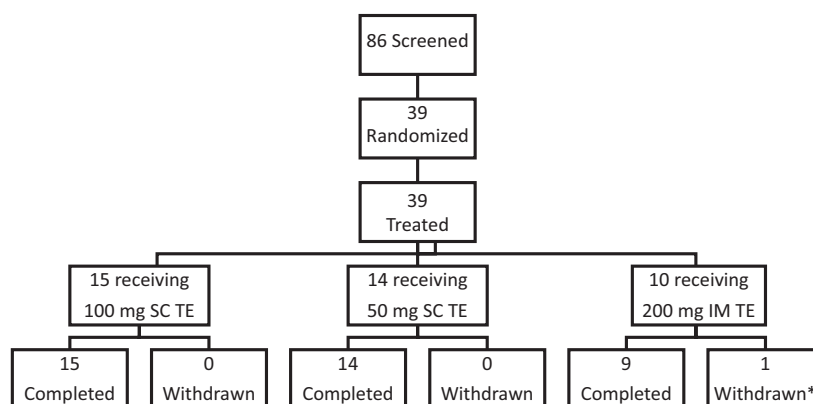 86 Screened
39
Randomized
39
Treated
15 receiving
100 mg SC TE
14 receiving
50 mg SC TE
10 receiving
200 mg IM TE
15
Completed
0
Withdrawn
14
Completed
0
Withdrawn
9
Completed
1
Withdrawn*